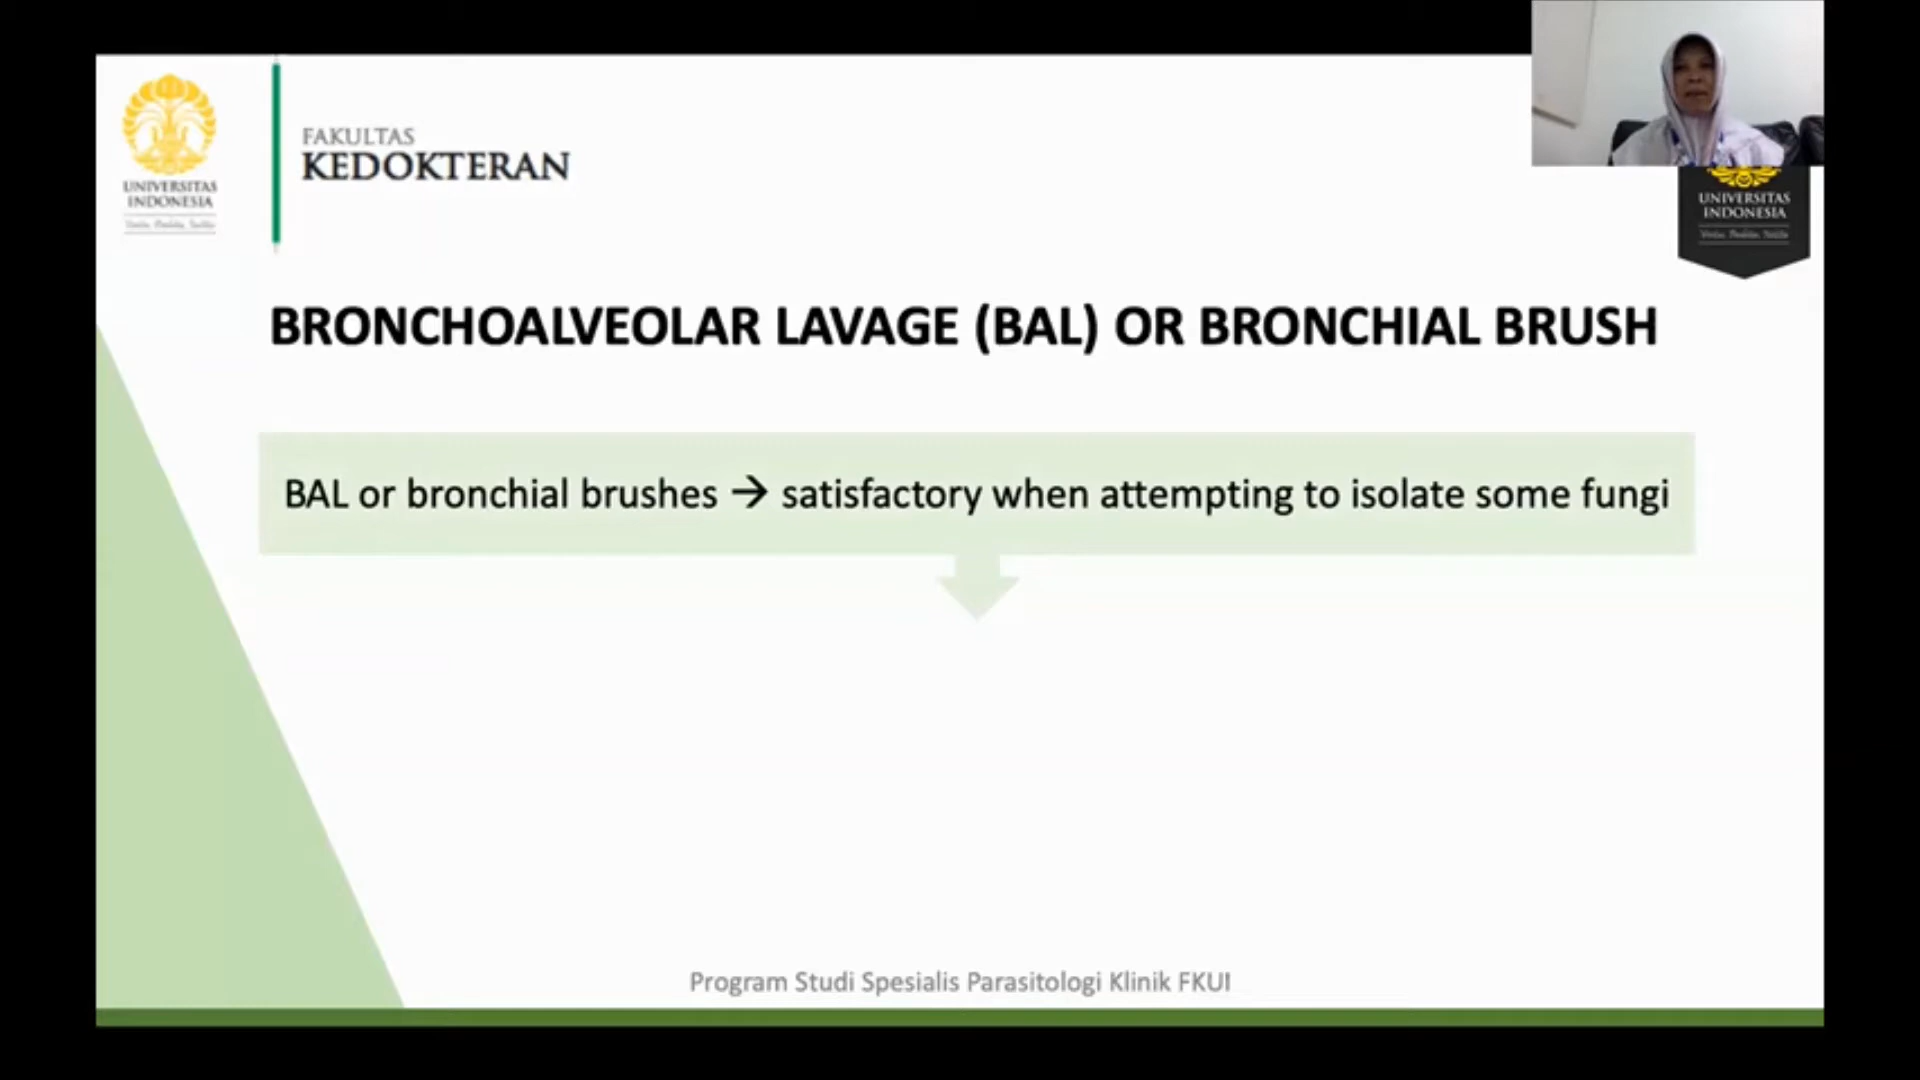 UNIVERSITAS
INDONESIA
FAKULTAS
KEDOKTERAN
UNIVERSITAS
INDONESIA
BRONCHOALVEOLAR LAVAGE (BAL) OR BRONCHIAL BRUSH
BAL or bronchial brushes → satisfactory when attempting to isolate some fungi
Program Studi Spesialis Parasitologi Klinik FKUI